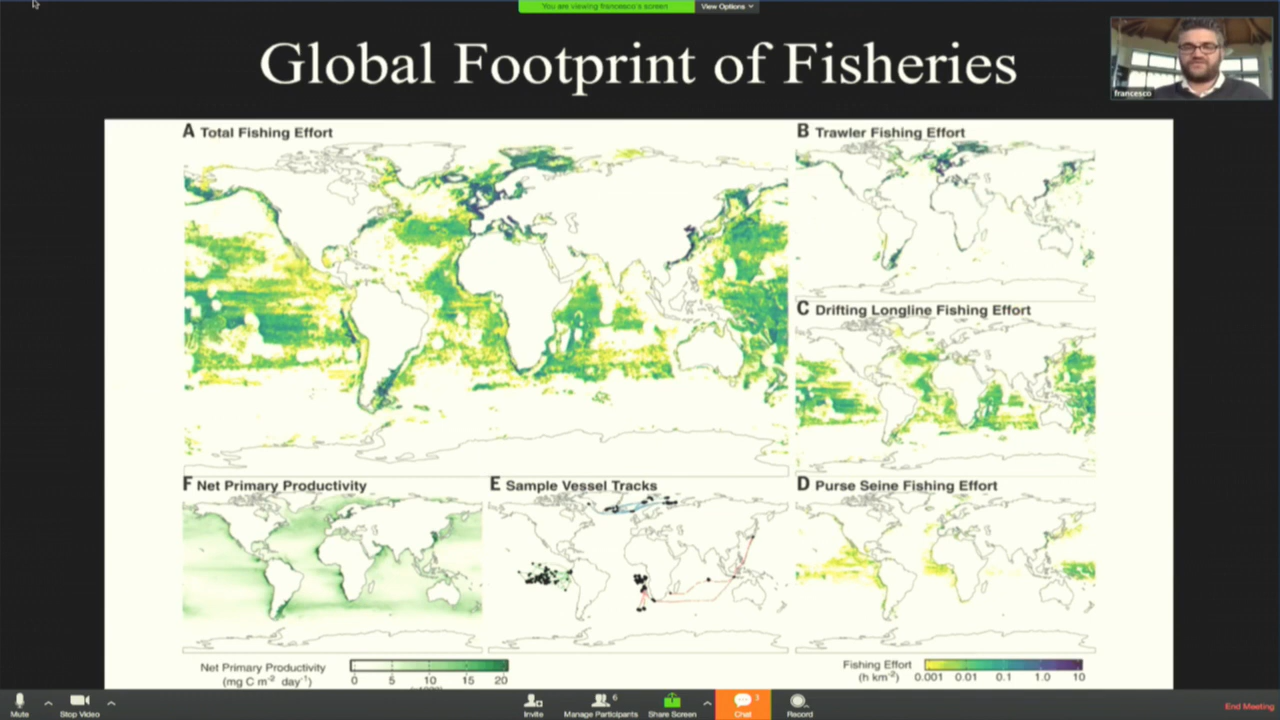 You are viewing francesco's screen
View Options
Global Footprint of Fisheries
francesco
A Total Fishing Effort
B Trawler Fishing Effort
C Drifting Longline Fishing Effort
F Net Primary Productivity
E Sample Vessel Tracks
D Purse Seine Fishing Effort
Net Primary Productivity
(mg C m⁻² day⁻¹)
0 5 10 15 20
Fishing Effort
(h km⁻²)
0.001 0.01 0.1 1.0 10
Mute
Stop Video
Invite
6
Manage Participants
Share Screen
Chat
Record
End Meeting